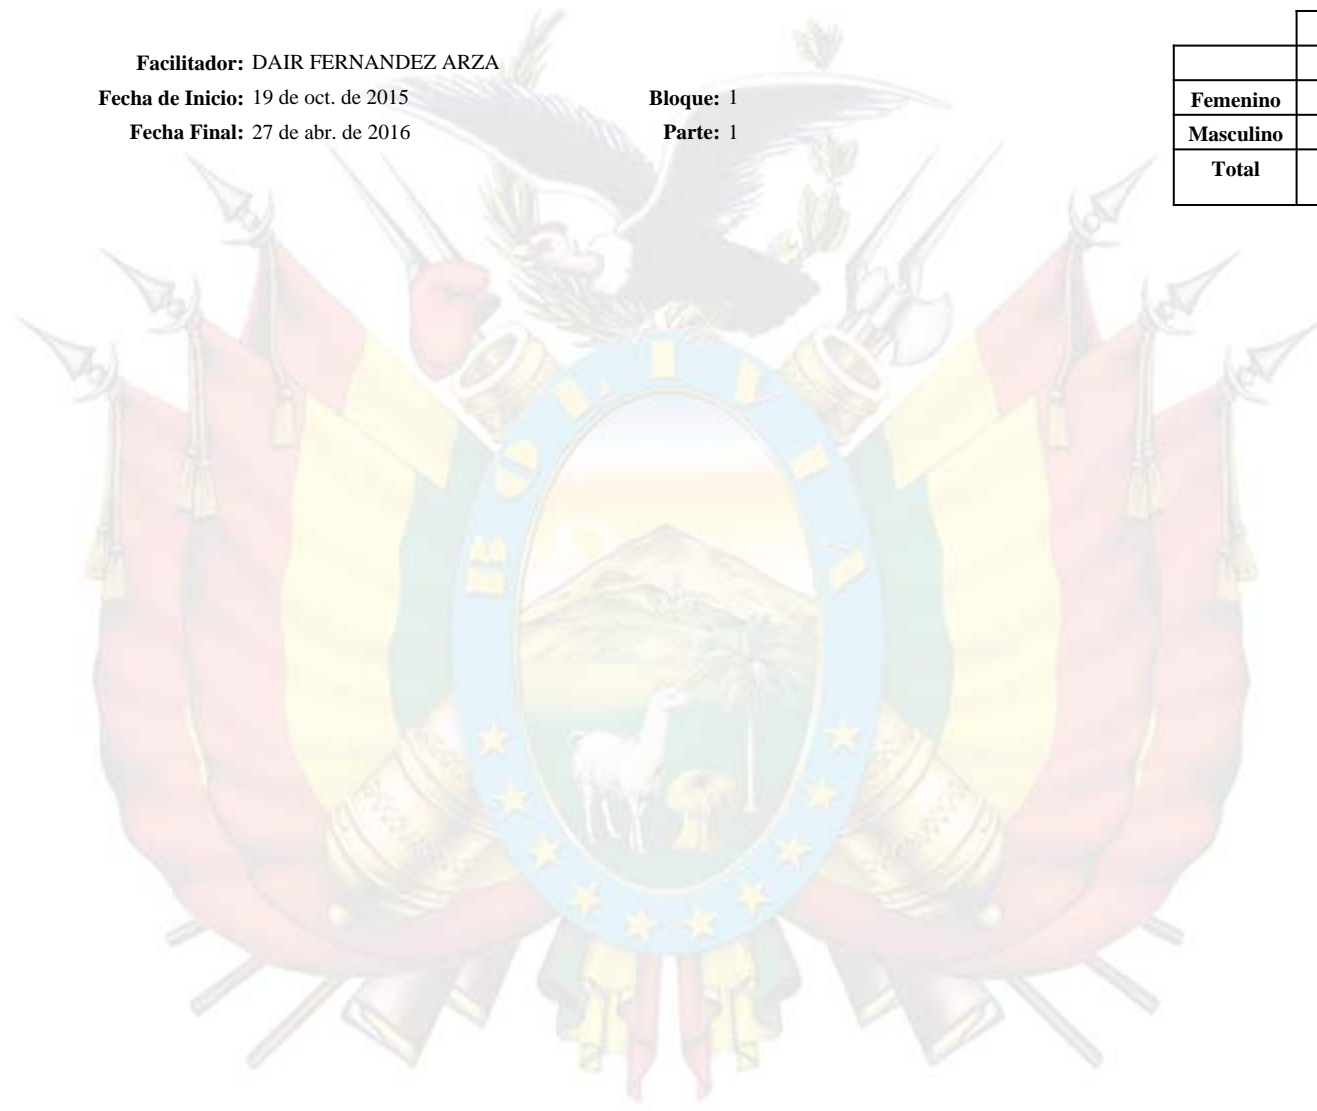 Facilitador: DAIR FERNANDEZ ARZA
Fecha de Inicio: 19 de oct. de 2015 Bloque: 1
Fecha Final: 27 de abr. de 2016 Parte: 1
Femenino
Masculino
Total
BOLIVIA